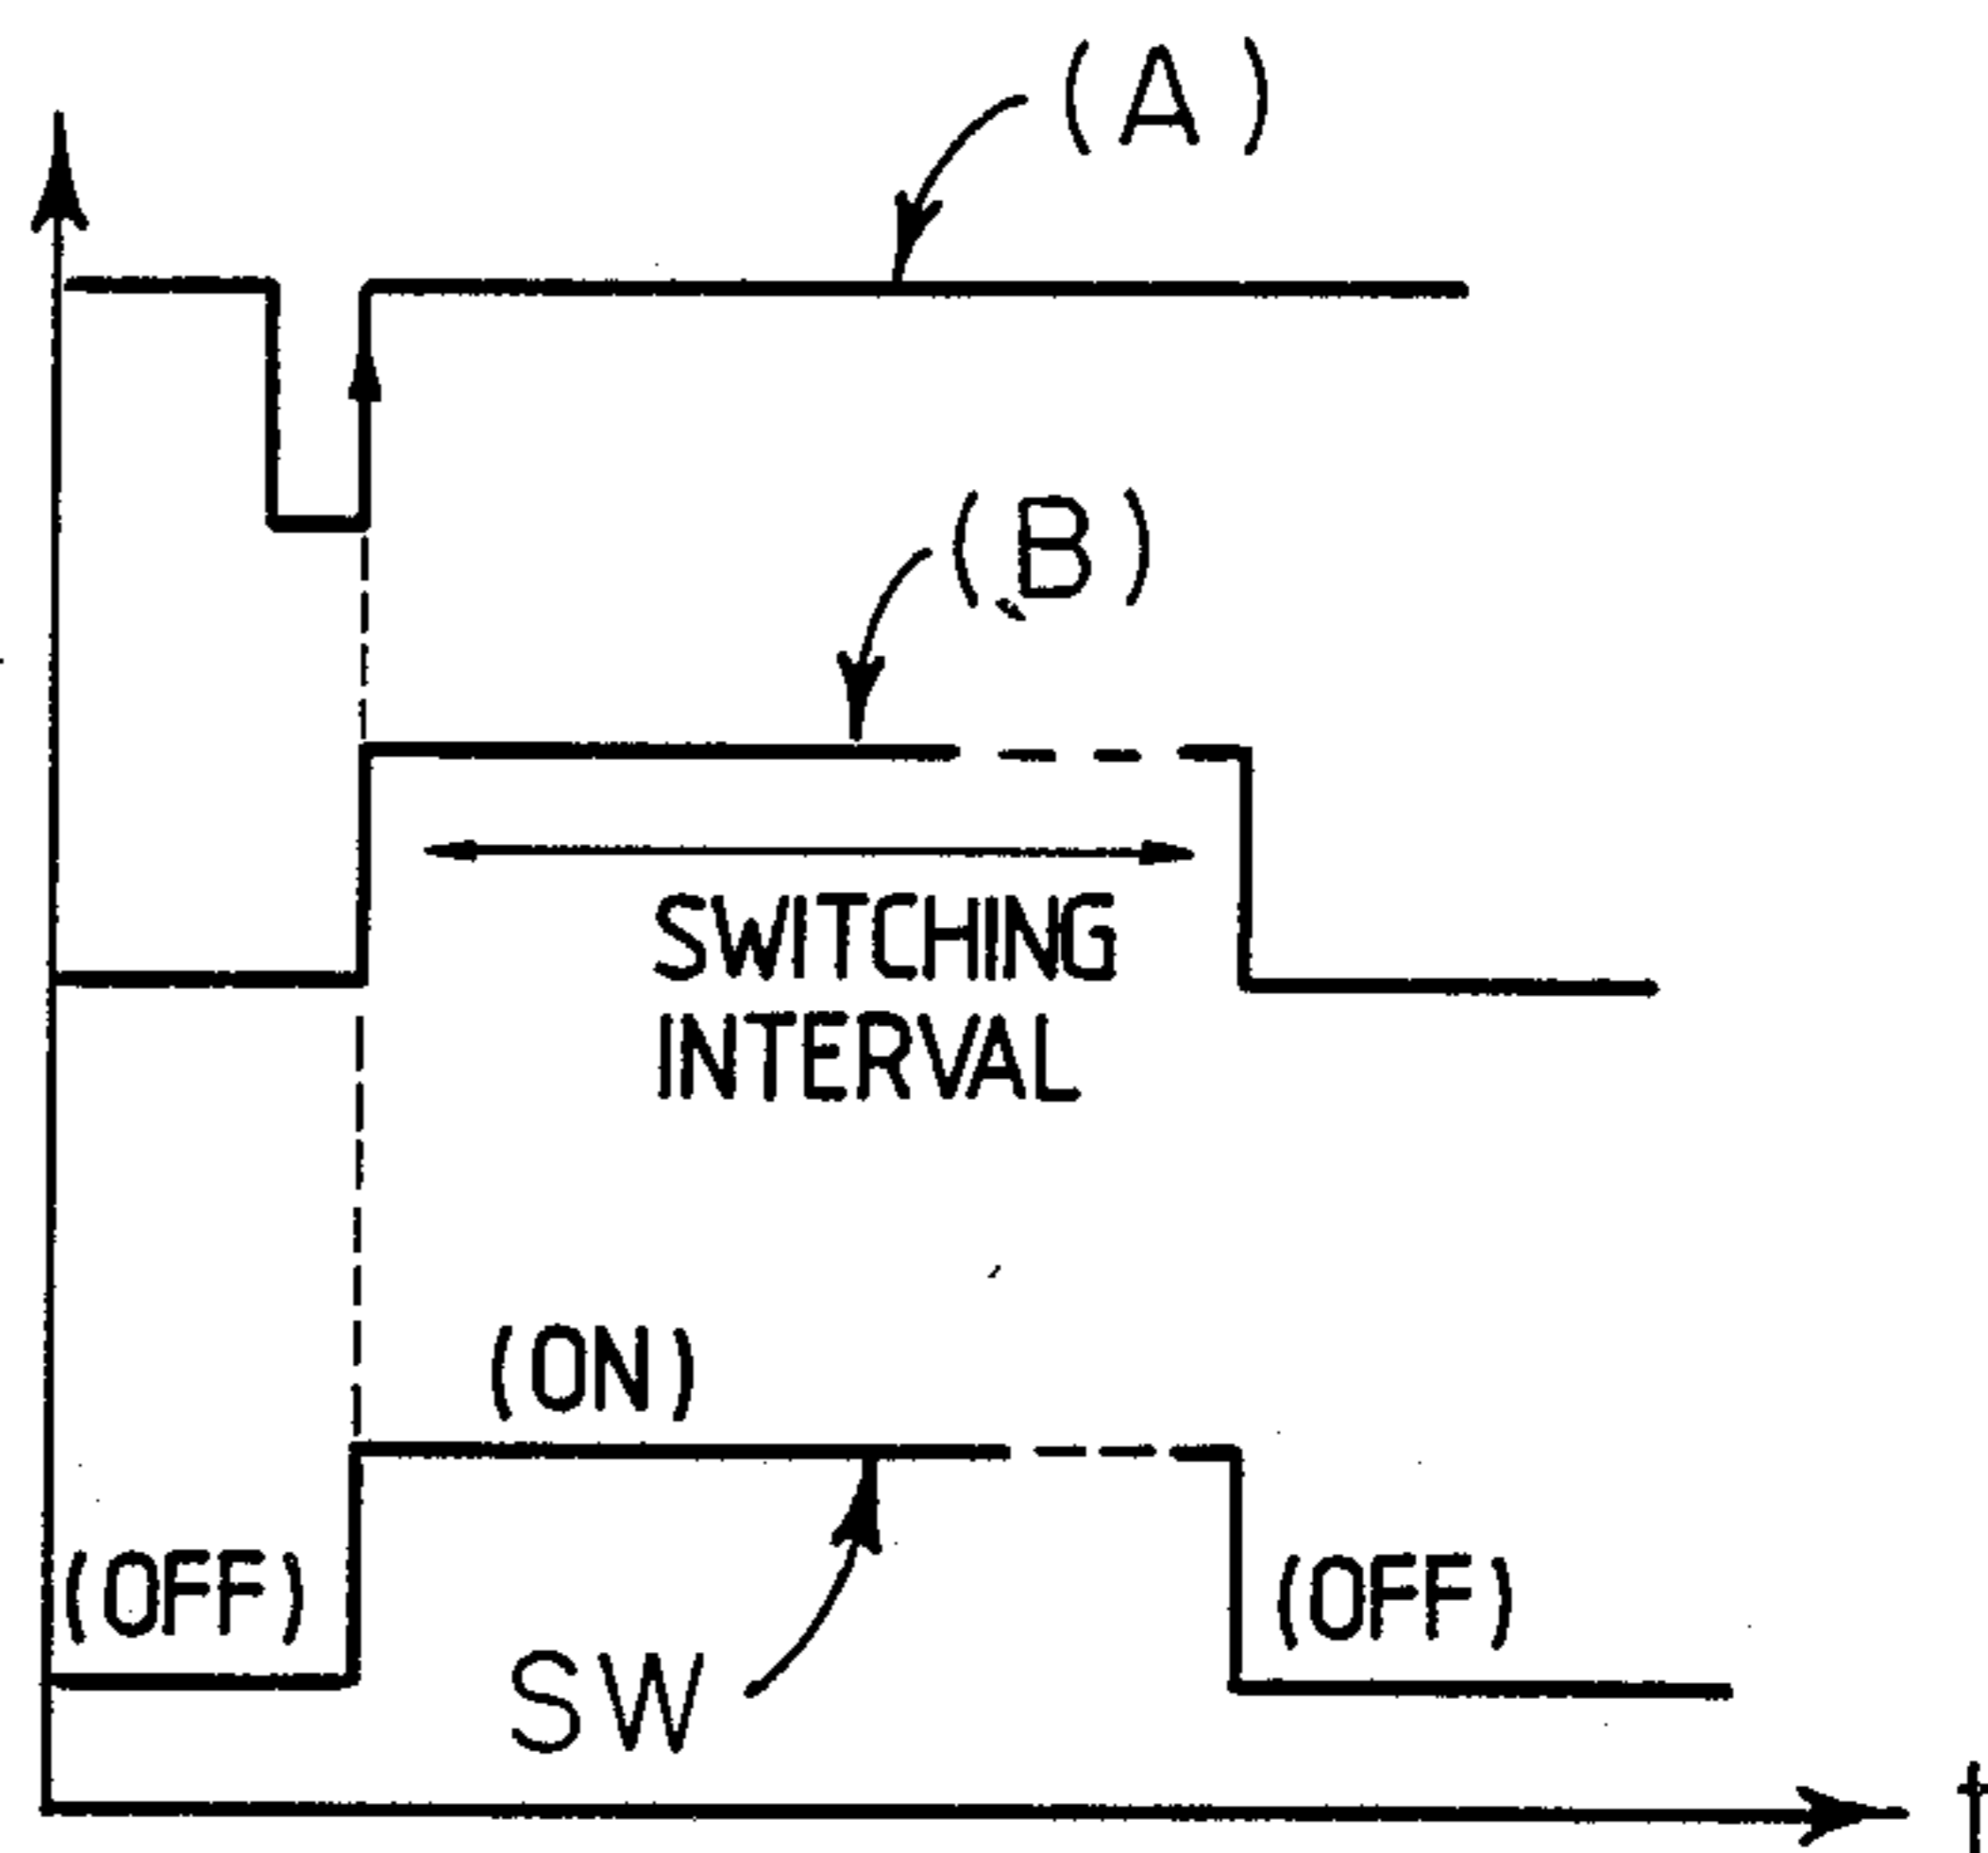 (A)
(B)
SWITCHING
INTERVAL
(ON)
(OFF)
(OFF)
SW
t